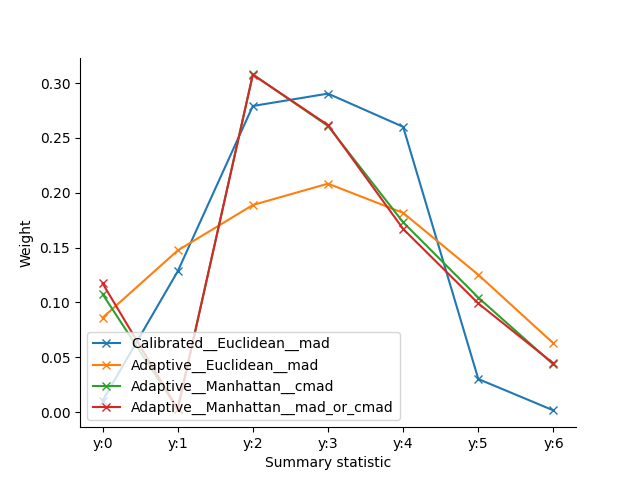 0.30
0.25
0.20
0.15
0.10
0.05
0.00
Weight
Calibrated__Euclidean__mad
Adaptive__Euclidean__mad
Adaptive__Manhattan__cmad
Adaptive__Manhattan__mad_or_cmad
y:0 y:1 y:2 y:3 y:4 y:5 y:6
Summary statistic